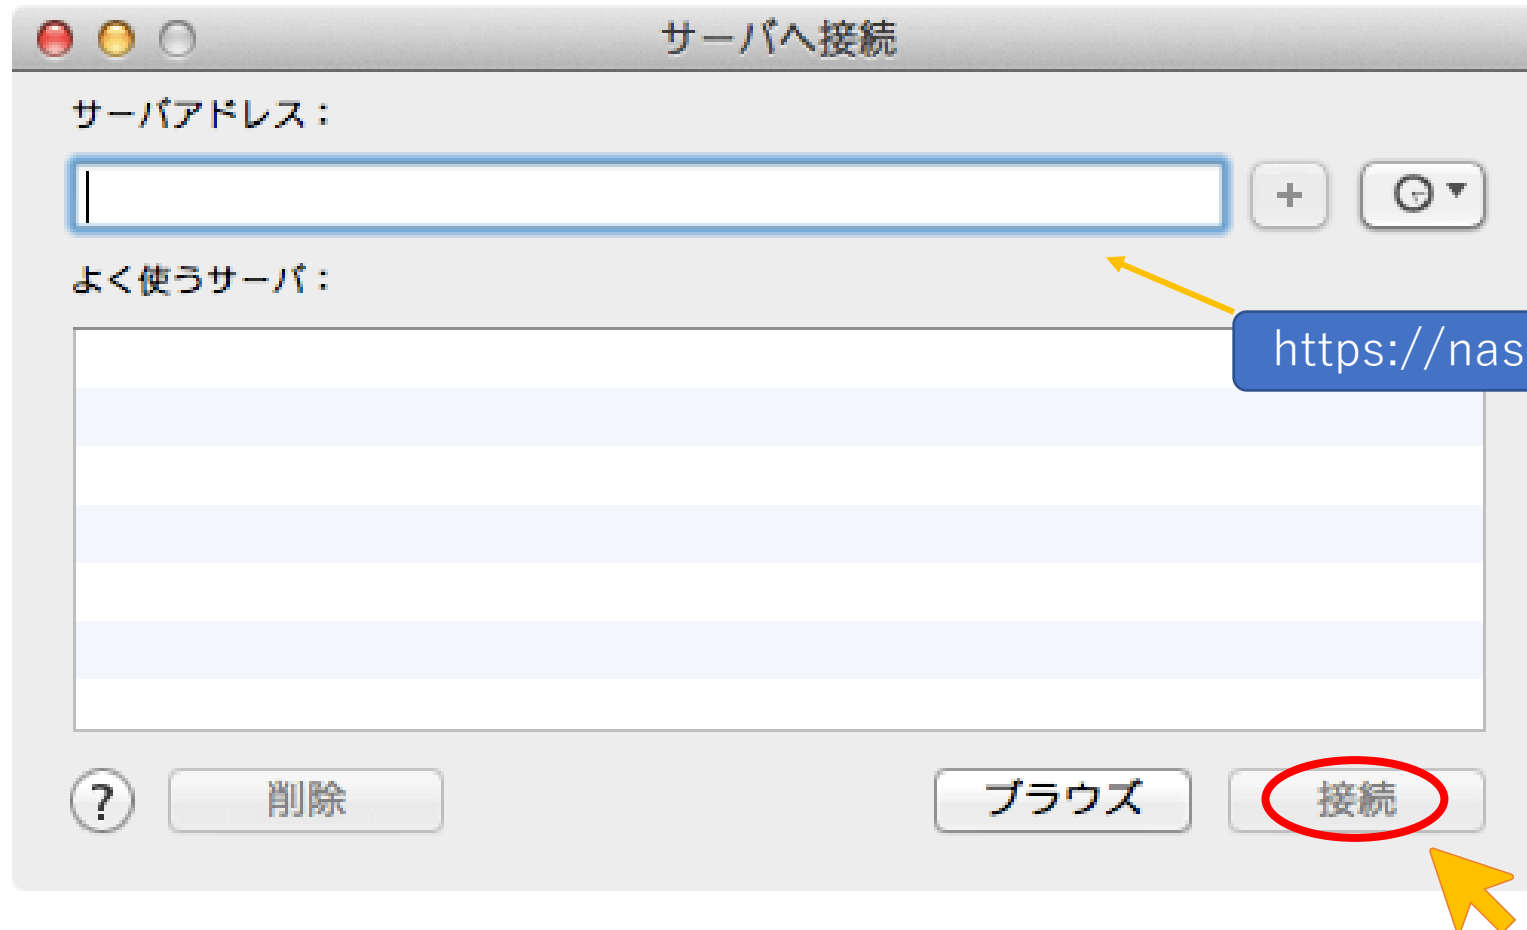 サーバへ接続
サーバアドレス：
よく使うサーバ：
https://nas
?
削除
ブラウズ
接続